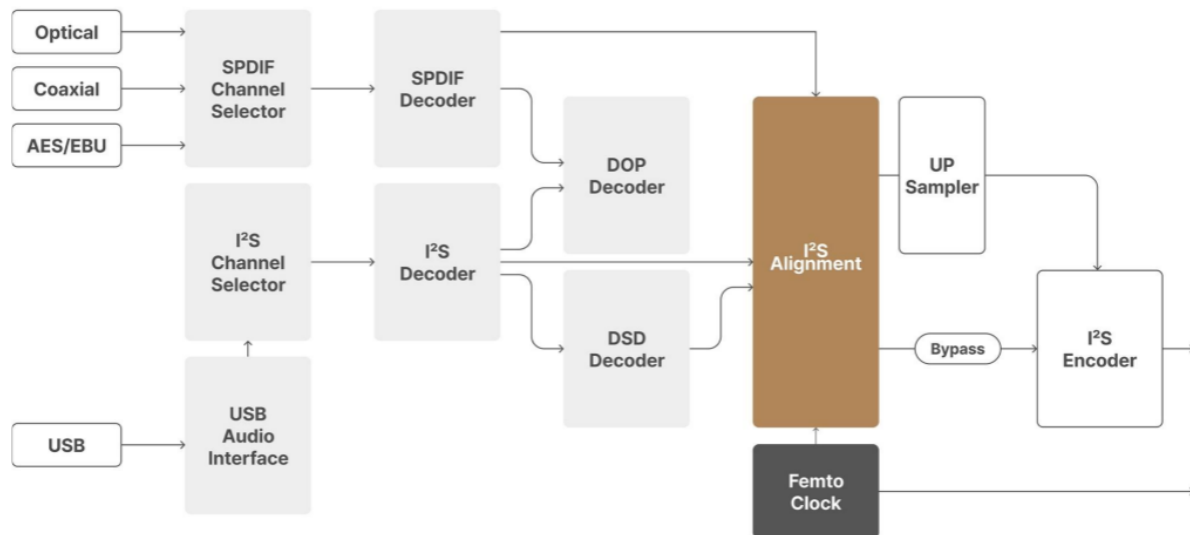 Optical
Coaxial
AES/EBU
SPDIF
Channel
Selector
SPDIF
Decoder
DOP
Decoder
UP
Sampler
I²S
Channel
Selector
I²S
Decoder
I²S
Alignment
DSD
Decoder
Bypass
I²S
Encoder
USB
USB
Audio
Interface
Femto
Clock